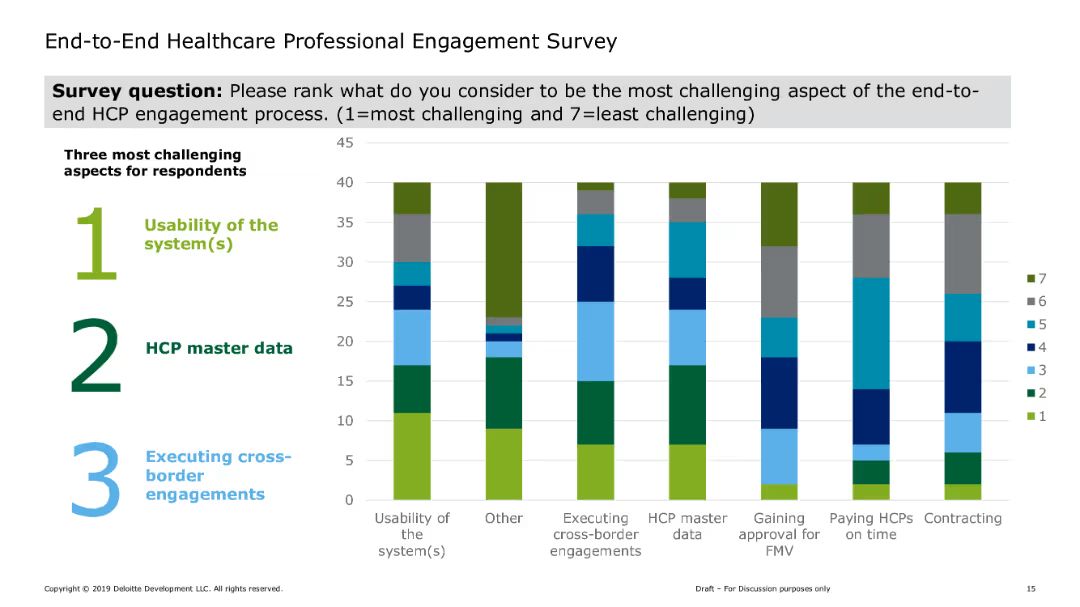 End-to-End Healthcare Professional Engagement Survey
Survey question: Please rank what do you consider to be the most challenging aspect of the end-to-
end HCP engagement process. (1=most challenging and 7=least challenging)
Three most challenging
aspects for respondents
1
Usability of the
system(s)
2
HCP master data
3
Executing cross-
border
engagements
45
40
35
30
25
20
15
10
5
0
Usability of
the
system(s)
Other
Executing
cross-border
engagements
HCP master
data
Gaining
approval for
FMV
Paying HCPs
on time
Contracting
7
6
5
4
3
2
1
Copyright © 2019 Deloitte Development LLC. All rights reserved.
Draft – For Discussion purposes only
15